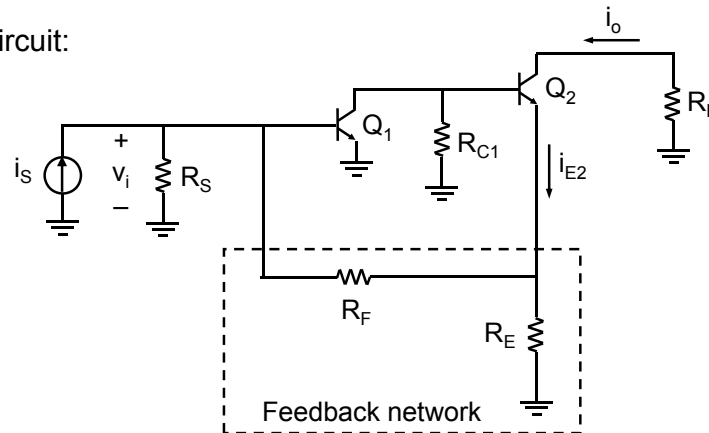 ircuit:
i_o
Q_2
Q_1
R_C1
i_E2
i_S
+
v_i
–
R_S
R_F
R_E
Feedback network